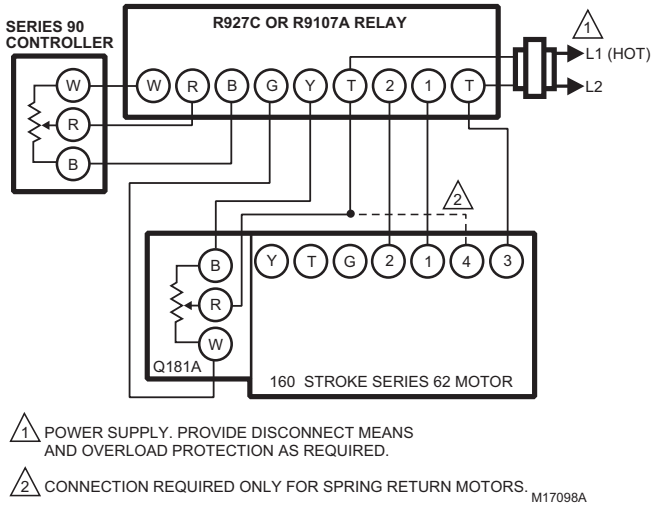 SERIES 90
CONTROLLER
R927C OR R9107A RELAY
1
L1 (HOT)
L2
W
R
B
W R B G Y T 2 1 T
2
B
R
W
Y T G 2 1 4 3
Q181A
160 STROKE SERIES 62 MOTOR
1 POWER SUPPLY. PROVIDE DISCONNECT MEANS
AND OVERLOAD PROTECTION AS REQUIRED.
2 CONNECTION REQUIRED ONLY FOR SPRING RETURN MOTORS.
M17098A